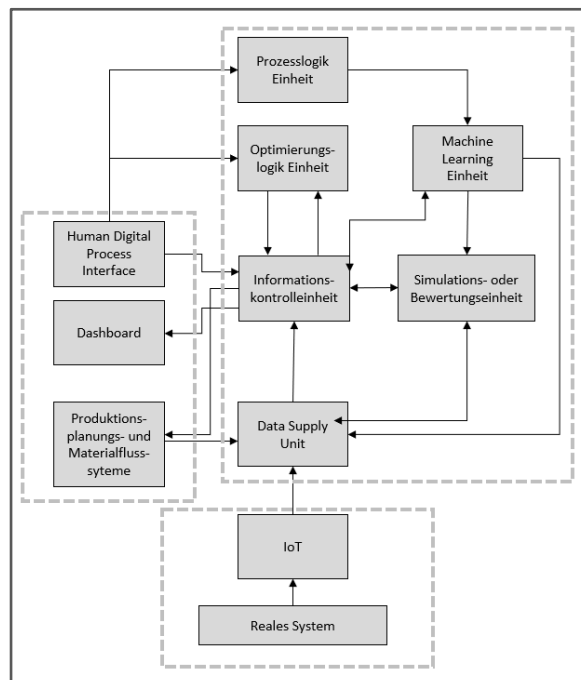 Prozesslogik
Einheit
Optimierungs-
logik Einheit
Machine
Learning
Einheit
Human Digital
Process
Interface
Informations-
kontrolleinheit
Simulations- oder
Bewertungseinheit
Dashboard
Produktions-
planungs- und
Materialfluss-
syteme
Data Supply
Unit
IoT
Reales System